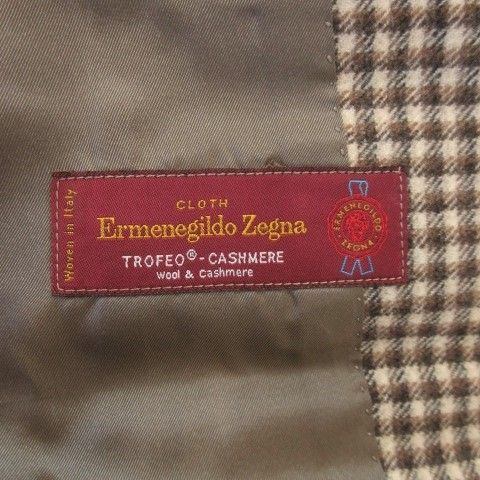 Woven in Italy
CLOTH
Ermenegildo Zegna
TROFEO®-CASHMERE
Wool & Cashmere
ERMENEGILDO
ZEGNA